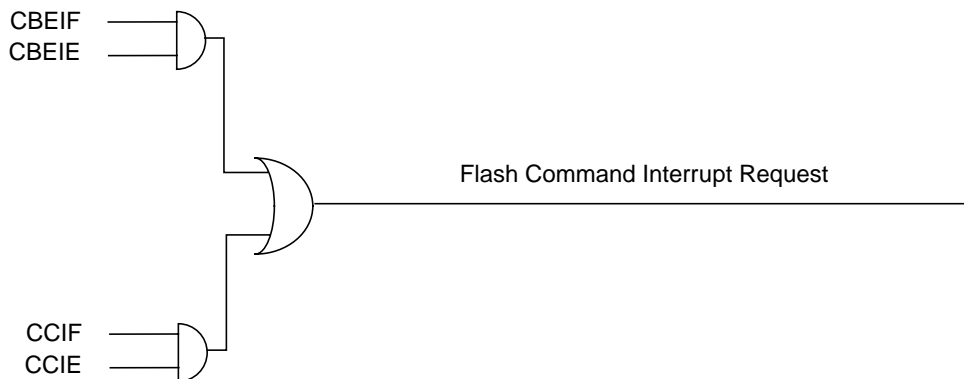 CBEIF
CBEIE
Flash Command Interrupt Request
CCIF
CCIE